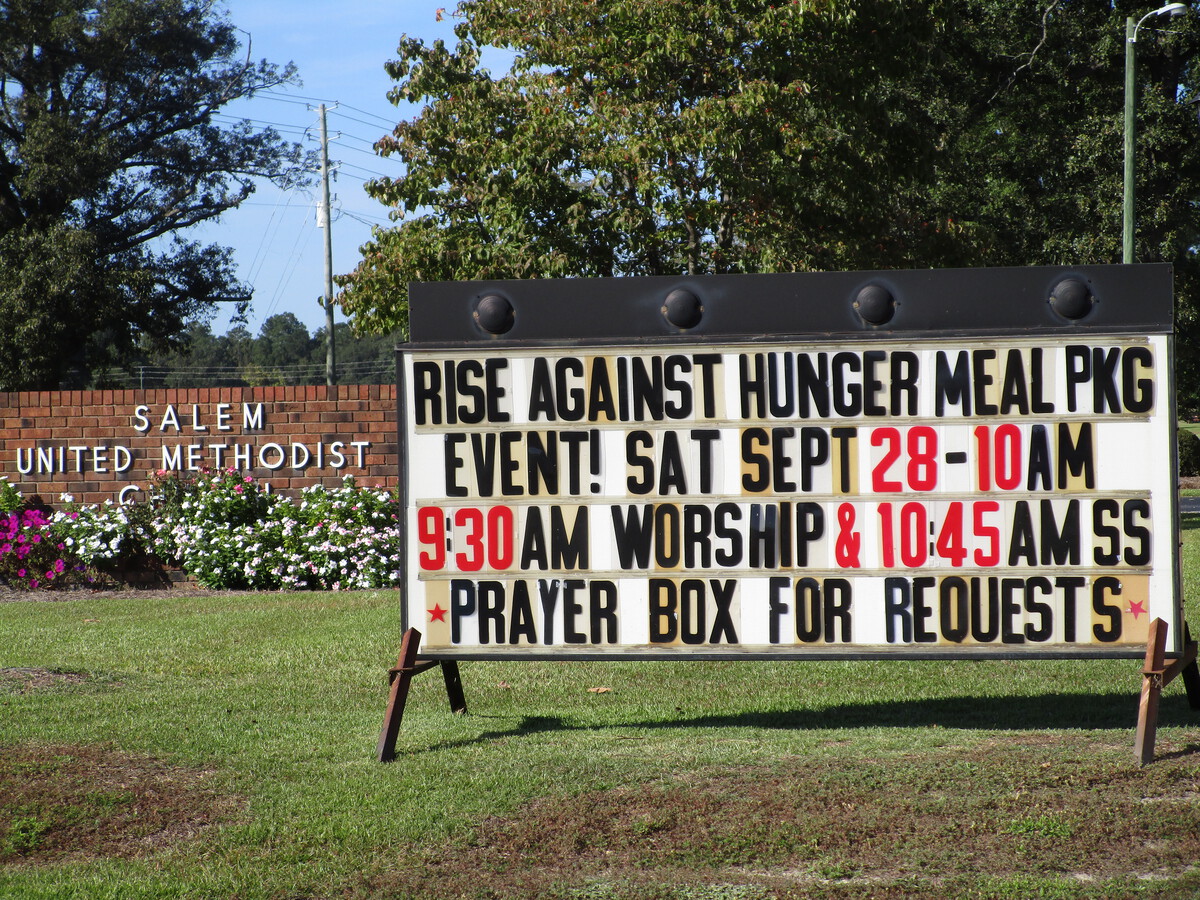 SALEM
UNITED METHODIST
RISE AGAINST HUNGER MEAL PKG
EVENT! SAT SEPT 28-10AM
9:30AM WORSHIP & 10:45AM SS
PRAYER BOX FOR REQUESTS